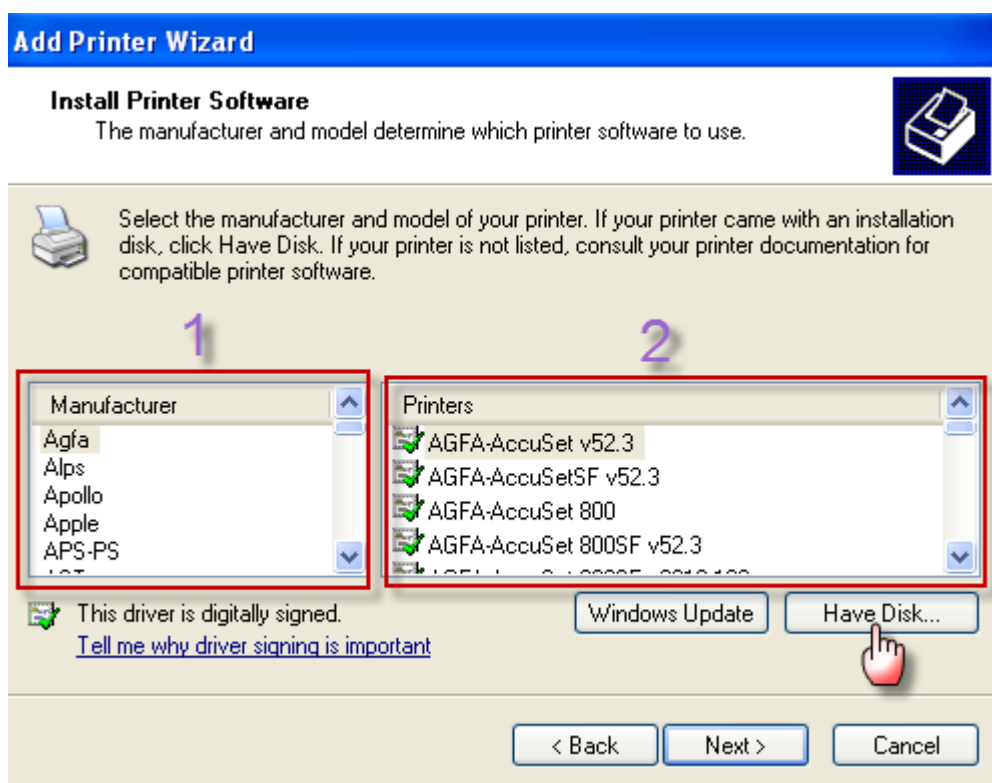 Add Printer Wizard
Install Printer Software
The manufacturer and model determine which printer software to use.
Select the manufacturer and model of your printer. If your printer came with an installation
disk, click Have Disk. If your printer is not listed, consult your printer documentation for
compatible printer software.
1
2
Manufacturer
Agfa
Alps
Apollo
Apple
APS-PS
Printers
AGFA-AccuSet v52.3
AGFA-AccuSetSF v52.3
AGFA-AccuSet 800
AGFA-AccuSet 800SF v52.3
This driver is digitally signed.
Tell me why driver signing is important
Windows Update
Have Disk...
< Back
Next >
Cancel